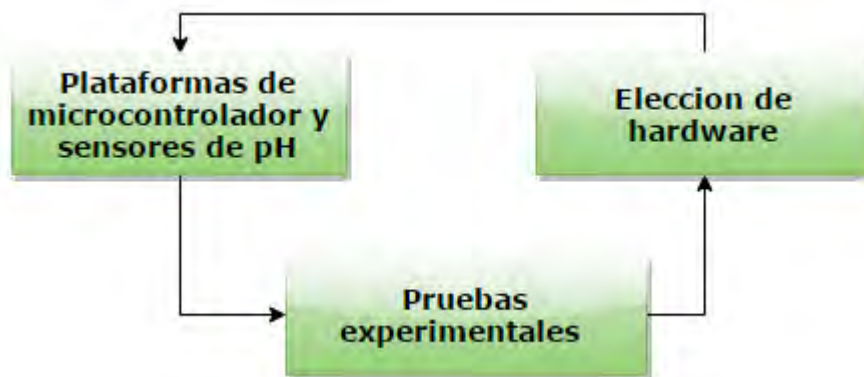 Plataformas de
microcontrolador y
sensores de pH
Eleccion de
hardware
Pruebas
experimentales